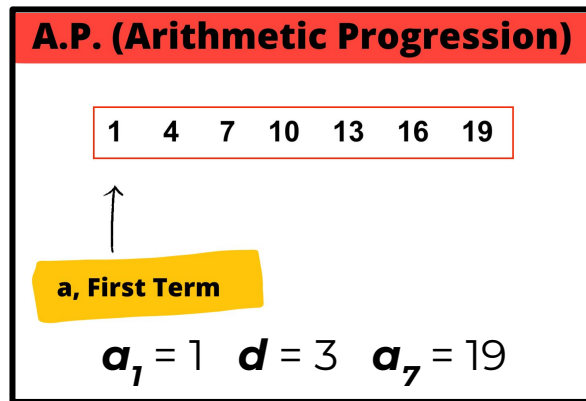 A.P. (Arithmetic Progression)
1 4 7 10 13 16 19
a, First Term
a₁ = 1 d = 3 a₇ = 19